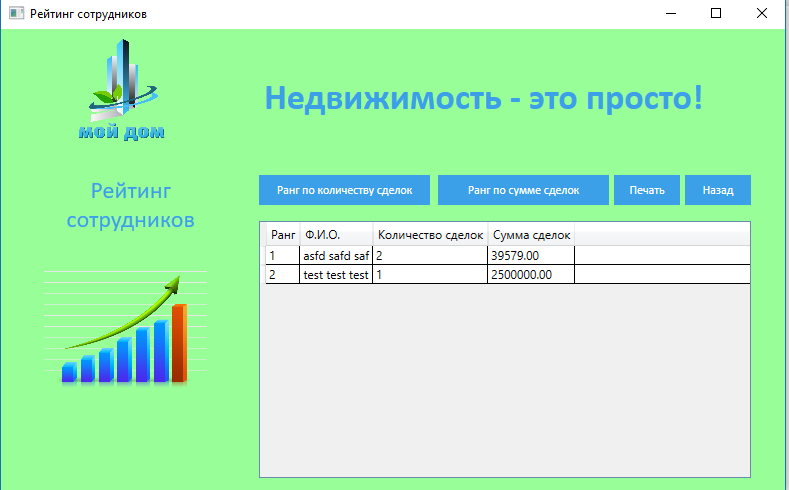 Рейтинг сотрудников
мой дом
Недвижимость - это просто!
Рейтинг
сотрудников
Ранг по количеству сделок Ранг по сумме сделок Печать Назад
Ранг Ф.И.О. Количество сделок Сумма сделок
1 asfd safd saf 2 39579.00
2 test test test 1 2500000.00